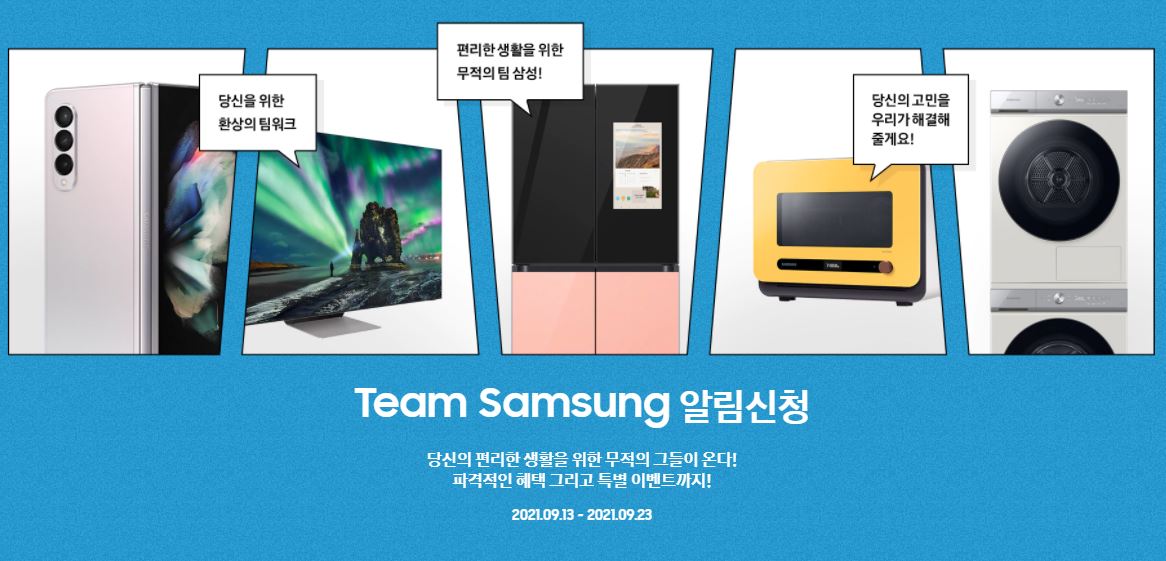 편리한 생활을 위한
무적의 팀 삼성!
당신을 위한
환상의 팀워크
당신의 고민을
우리가 해결해
줄게요!
Team Samsung 알림신청
당신의 편리한 생활을 위한 무적의 그들이 온다!
파격적인 혜택 그리고 특별 이벤트까지!
2021.09.13 - 2021.09.23